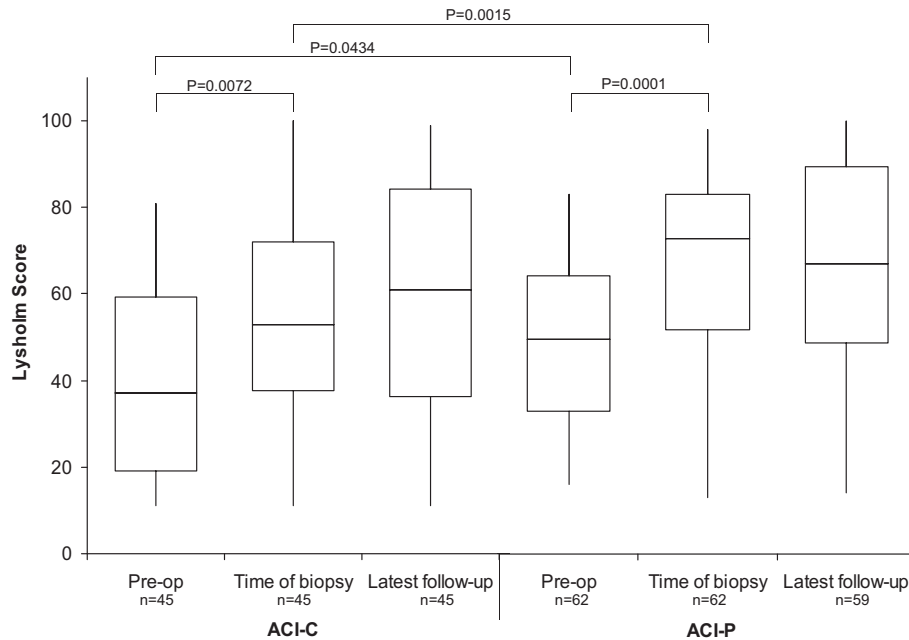 P=0.0015
P=0.0434
P=0.0072
P=0.0001
100
80
60
40
20
0
Lysholm Score
Pre-op Time of biopsy Latest follow-up Pre-op Time of biopsy Latest follow-up
n=45 n=45 n=45 n=62 n=62 n=59
ACI-C ACI-P